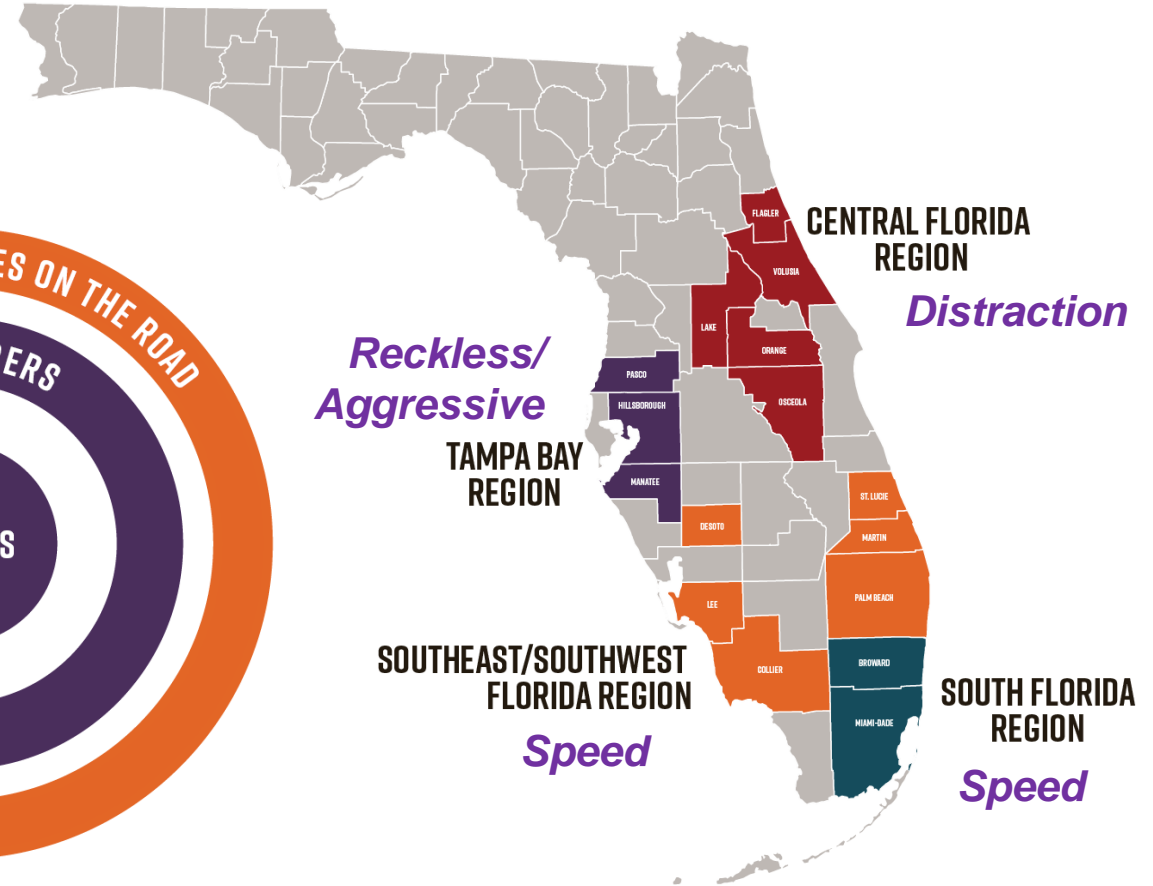 ES ON THE ROAD
DERS
S
FLAGLER
CENTRAL FLORIDA
REGION
VOLUSIA
Distraction
LAKE
ORANGE
OSCEOLA
Reckless/
Aggressive
PASCO
HILLSBOROUGH
TAMPA BAY
REGION
MANATEE
ST. LUCIE
DESOTO
MARTIN
PALM BEACH
LEE
SOUTHEAST/SOUTHWEST
FLORIDA REGION
COLLIER
BROWARD
SOUTH FLORIDA
REGION
MIAMI-DADE
Speed
Speed